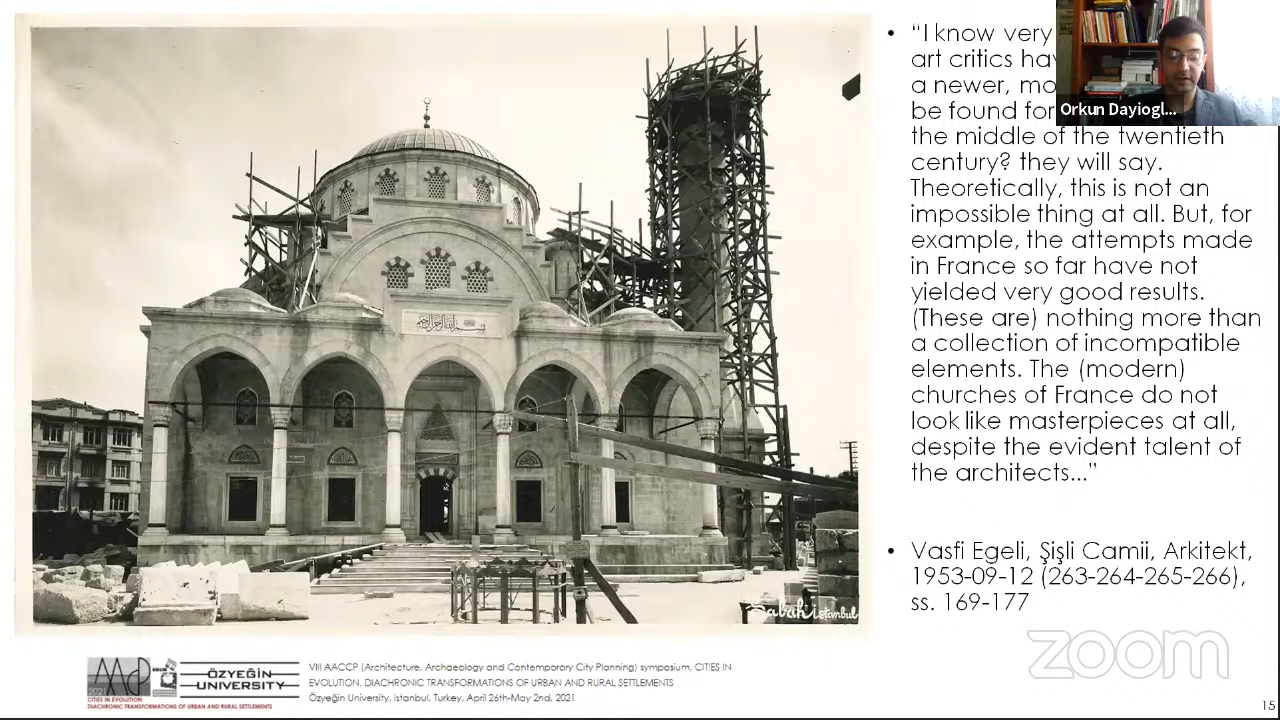 • “I know very
art critics hav
a newer, mo
be found for
the middle of the twentieth
century? they will say.
Theoretically, this is not an
impossible thing at all. But, for
example, the attempts made
in France so far have not
yielded very good results.
(These are) nothing more than
a collection of incompatible
elements. The (modern)
churches of France do not
look like masterpieces at all,
despite the evident talent of
the architects...”
• Vasfi Egeli, Şişli Camii, Arkitekt,
1953-09-12 (263-264-265-266),
ss. 169-177
Orkun Dayiogl...
Sabah istanbul
zoom
AACP
2021
CITIES IN EVOLUTION
DIACHRONIC TRANSFORMATIONS OF URBAN AND RURAL SETTLEMENTS
ÖZYEĞİN
UNIVERSITY
VIII AACCP (Architecture, Archaeology and Contemporary City Planning) symposium, CITIES IN
EVOLUTION. DIACHRONIC TRANSFORMATIONS OF URBAN AND RURAL SETTLEMENTS
Özyeğin University, Istanbul, Turkey, April 26th-May2nd, 2021
15